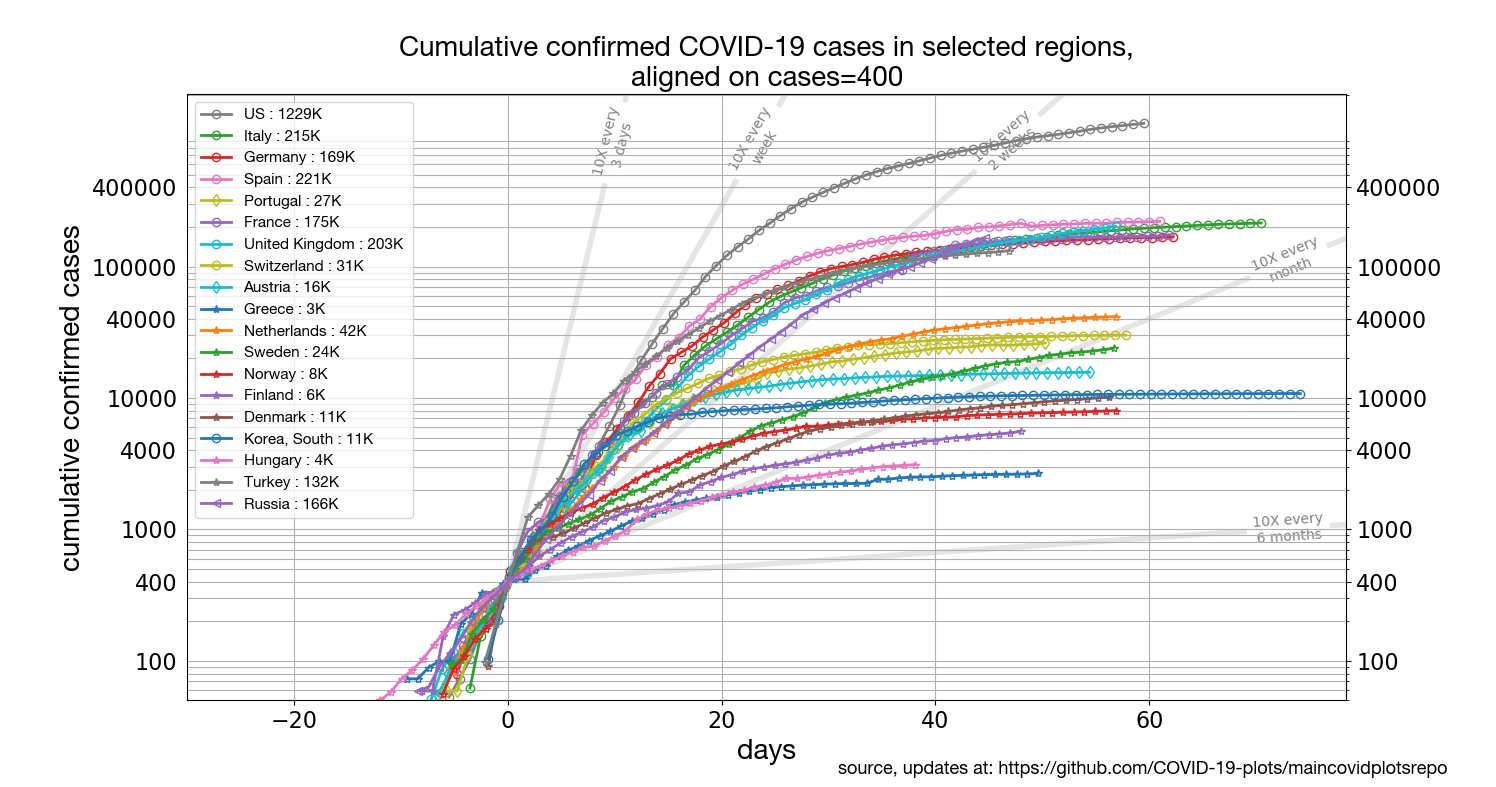 Cumulative confirmed COVID-19 cases in selected regions,
aligned on cases=400
US : 1229K
Italy : 215K
Germany : 169K
Spain : 221K
Portugal : 27K
France : 175K
United Kingdom : 203K
Switzerland : 31K
Austria : 16K
Greece : 3K
Netherlands : 42K
Sweden : 24K
Norway : 8K
Finland : 6K
Denmark : 11K
Korea, South : 11K
Hungary : 4K
Turkey : 132K
Russia : 166K
10X every
3 days
10X every
week
10X every
2 weeks
10X every
month
10X every
6 months
cumulative confirmed cases
400000
100000
40000
10000
4000
1000
400
100
400000
100000
40000
10000
4000
1000
400
100
−20
0
20
40
60
days
source, updates at: https://github.com/COVID-19-plots/maincovidplotsrepo